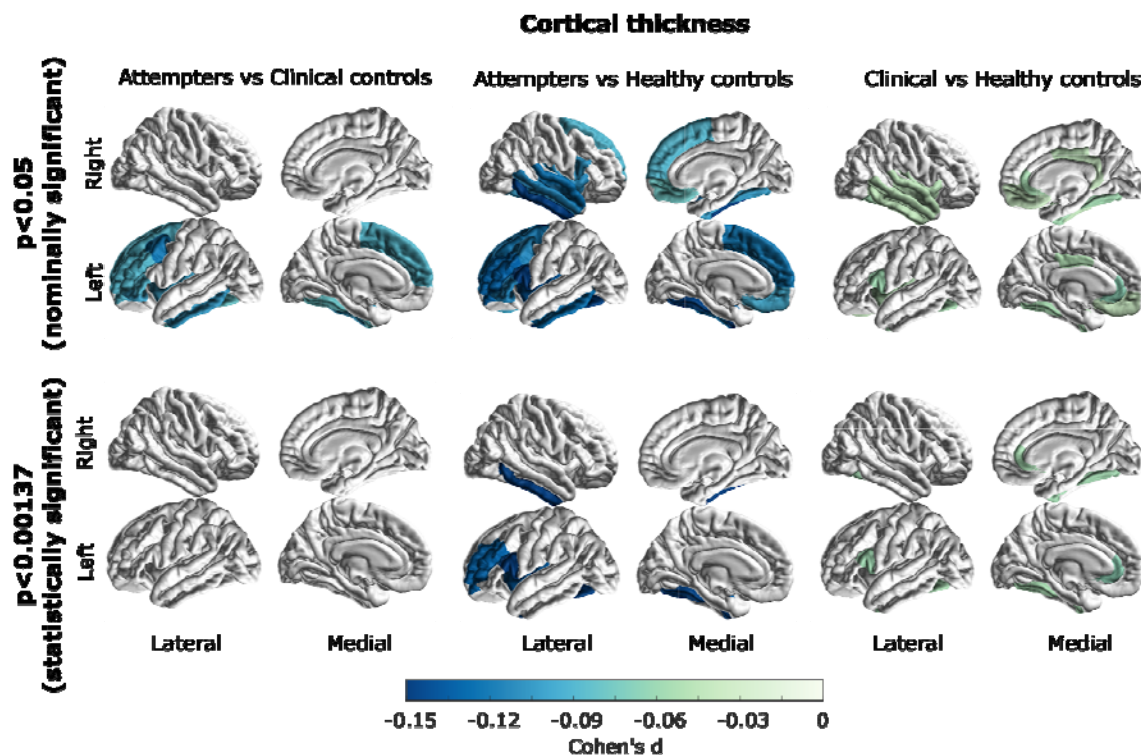 Cortical thickness
Attempters vs Clinical controls
Attempters vs Healthy controls
Clinical vs Healthy controls
p<0.05
(nominally significant)
Right
Left
p<0.00137
(statistically significant)
Right
Left
Lateral
Medial
Lateral
Medial
Lateral
Medial
-0.15
-0.12
-0.09
-0.06
-0.03
0
Cohen's d